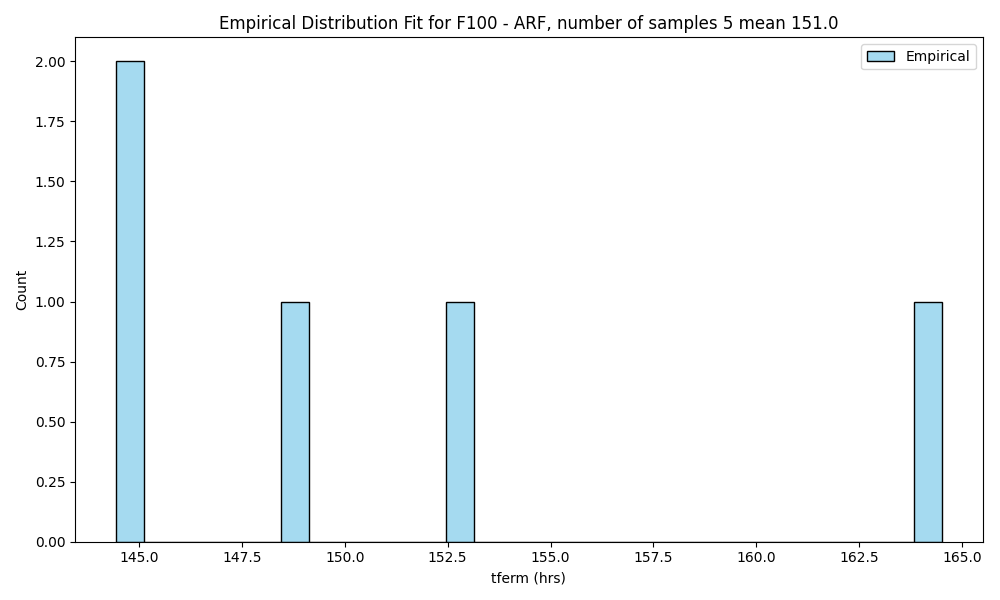 Empirical Distribution Fit for F100 - ARF, number of samples 5 mean 151.0
Empirical
2.00
1.75
1.50
1.25
1.00
0.75
0.50
0.25
0.00
Count
145.0 147.5 150.0 152.5 155.0 157.5 160.0 162.5 165.0
tferm (hrs)